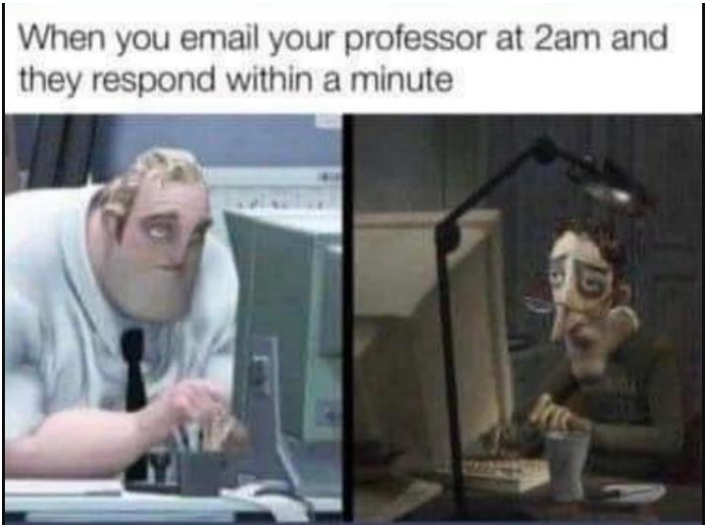 When you email your professor at 2am and
they respond within a minute